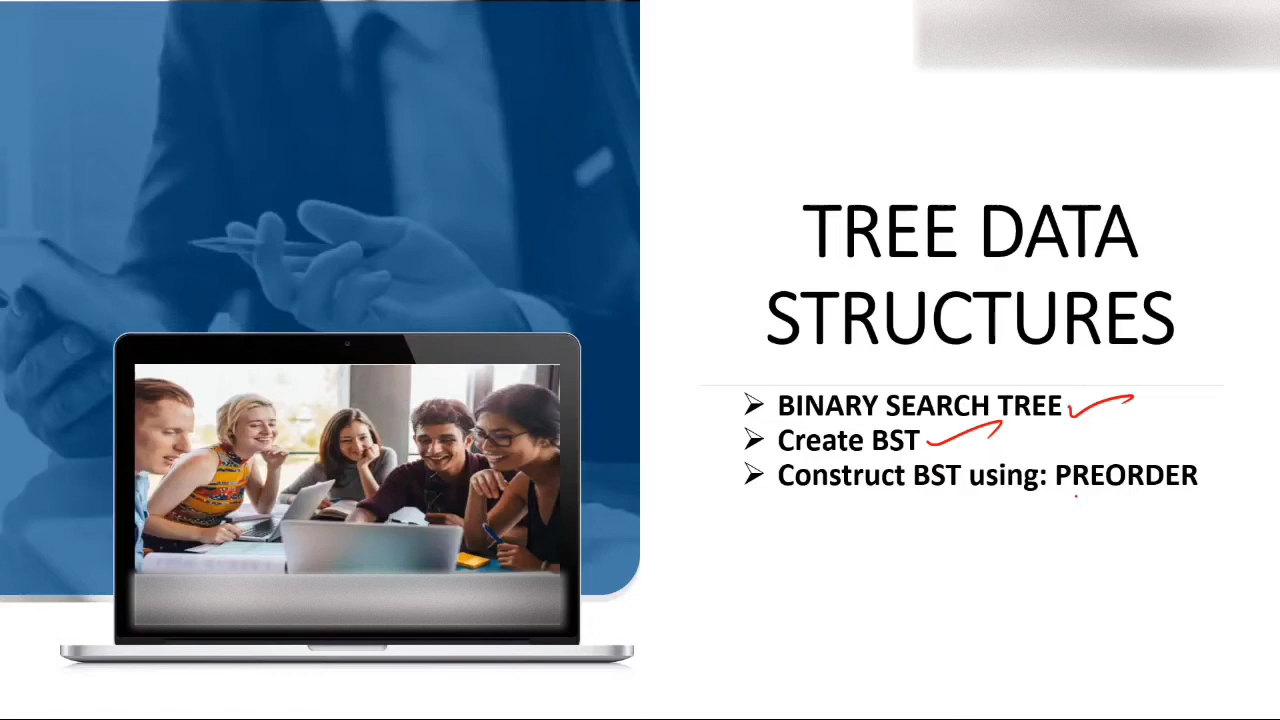 TREE DATA
STRUCTURES
➢ BINARY SEARCH TREE
➢ Create BST
➢ Construct BST using: PREORDER